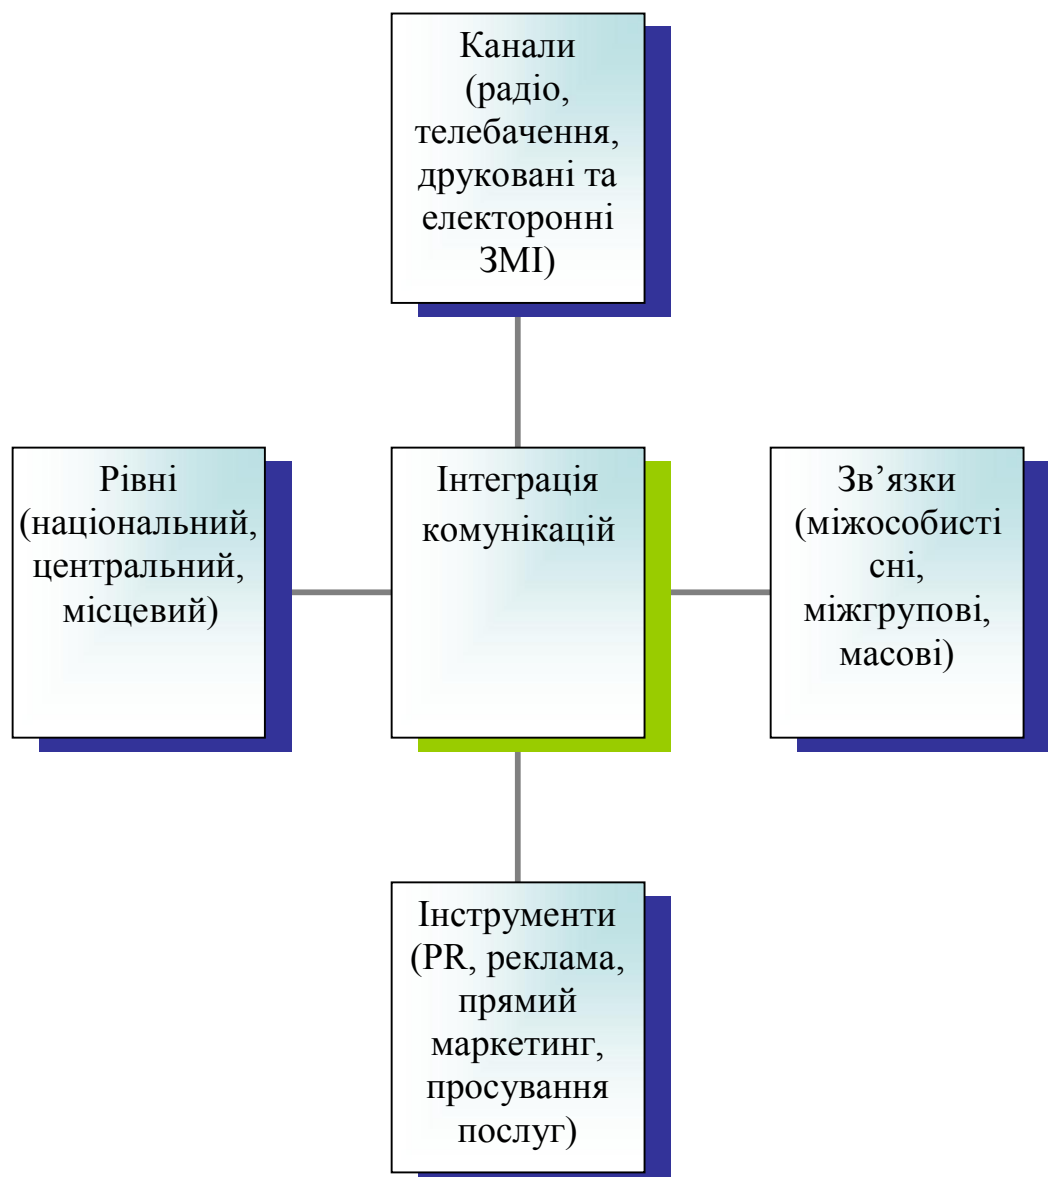 Канали
(радіо,
телебачення,
друковані та
електоронні
ЗМІ)
Рівні
(національний,
центральний,
місцевий)
Інтеграція
комунікацій
Зв’язки
(міжособисті
сні,
міжгрупові,
масові)
Інструменти
(PR, реклама,
прямий
маркетинг,
просування
послуг)